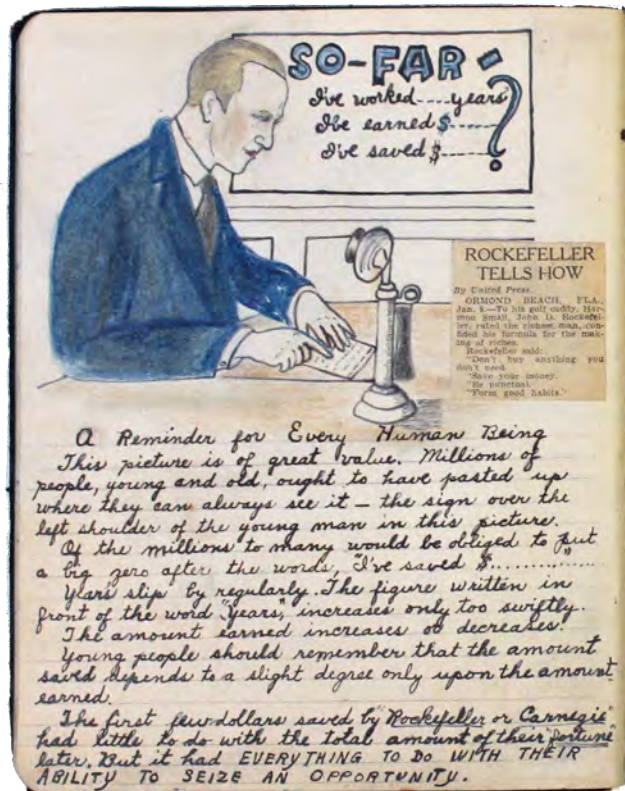 SO-FAR-?
I've worked....years
I've earned $......
I've saved $......
ROCKEFELLER
TELLS HOW
By United Press.
ORMOND BEACH, FLA.,
Jan. 8.—To his golf caddy, Har-
mon Small, John D. Rockefel-
ler, rated the richest man, con-
fided his formula for the mak-
ing of riches.
Rockefeller said:
"Don't buy anything you
don't need.
"Save your money.
"Be punctual.
"Form good habits."
A Reminder for Every Human Being
This picture is of great value. Millions of
people, young and old, ought to have pasted up
where they can always see it — the sign over the
left shoulder of the young man in this picture.
Of the millions to many would be obliged to put
a big zero after the words, "I've saved $.............."
Years slip by regularly. The figure written in
front of the word "years", increases only too swiftly.
The amount earned increases or decreases.
Young people should remember that the amount
saved depends to a slight degree only upon the amount
earned.
The first few dollars saved by "Rockefeller or Carnegie"
had little to do with the total amount of their "fortune"
later. But it had EVERYTHING TO DO WITH THEIR
ABILITY TO SEIZE AN OPPORTUNITY.